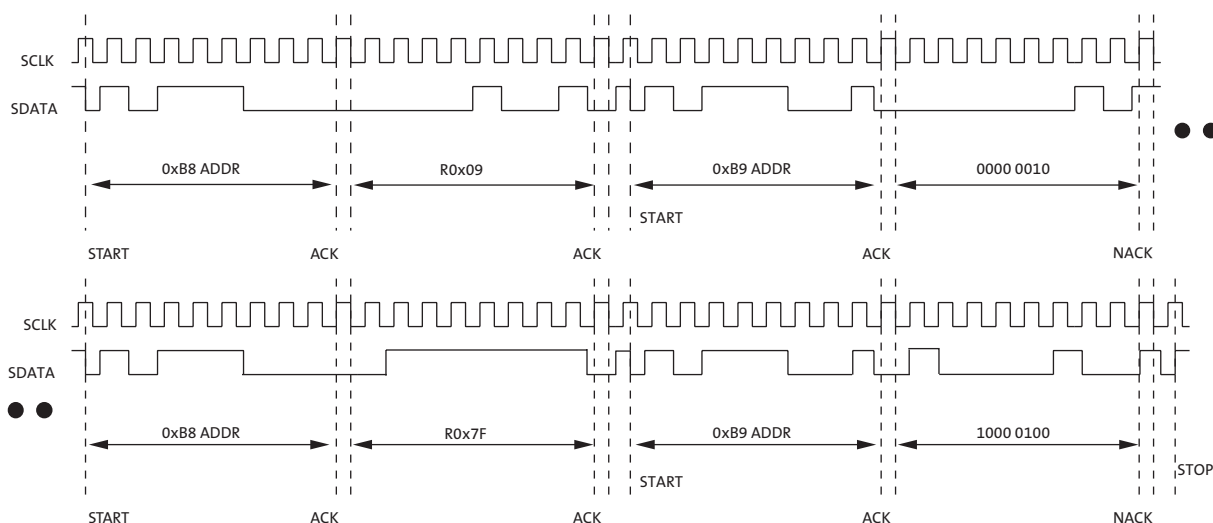 SCLK
SDATA
0xB8 ADDR R0x09 0xB9 ADDR 0000 0010
START
START ACK ACK ACK NACK
SCLK
SDATA
0xB8 ADDR R0x7F 0xB9 ADDR 1000 0100
START STOP
START ACK ACK ACK NACK